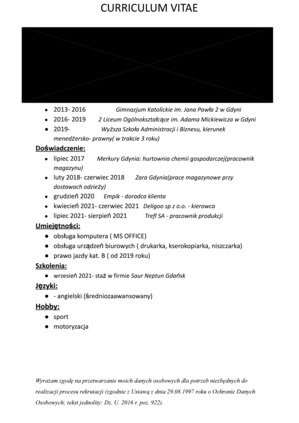 CURRICULUM VITAE
● 2013- 2016 Gimnazjum Katolickie im. Jana Pawła 2 w Gdyni
● 2016- 2019 2 Liceum Ogólnokształcące im. Adama Mickiewicza w Gdyni
● 2019- Wyższa Szkoła Administracji i Biznesu, kierunek
menedżersko- prawny( w trakcie 3 roku)
Doświadczenie:
● lipiec 2017 Merkury Gdynia: hurtownia chemii gospodarczej(pracownik
magazynu)
● luty 2018- czerwiec 2018 Zara Gdynia(prace magazynowe przy
dostawach odzieży)
● grudzień 2020 Empik - doradca klienta
● kwiecień 2021- czerwiec 2021 Deligoo sp z o.o. - kierowca
● lipiec 2021- sierpień 2021 Trefl SA - pracownik produkcji
Umiejętności:
● obsługa komputera ( MS OFFICE)
● obsługa urządzeń biurowych ( drukarka, kserokopiarka, niszczarka)
● prawo jazdy kat. B ( od 2019 roku)
Szkolenia:
● wrzesień 2021- staż w firmie Saur Neptun Gdańsk
Języki:
● - angielski (średniozaawansowany)
Hobby:
● sport
● motoryzacja
Wyrażam zgodę na przetwarzanie moich danych osobowych dla potrzeb niezbędnych do
realizacji procesu rekrutacji (zgodnie z Ustawą z dnia 29.08.1997 roku o Ochronie Danych
Osobowych; tekst jednolity: Dz. U. 2016 r. poz. 922).